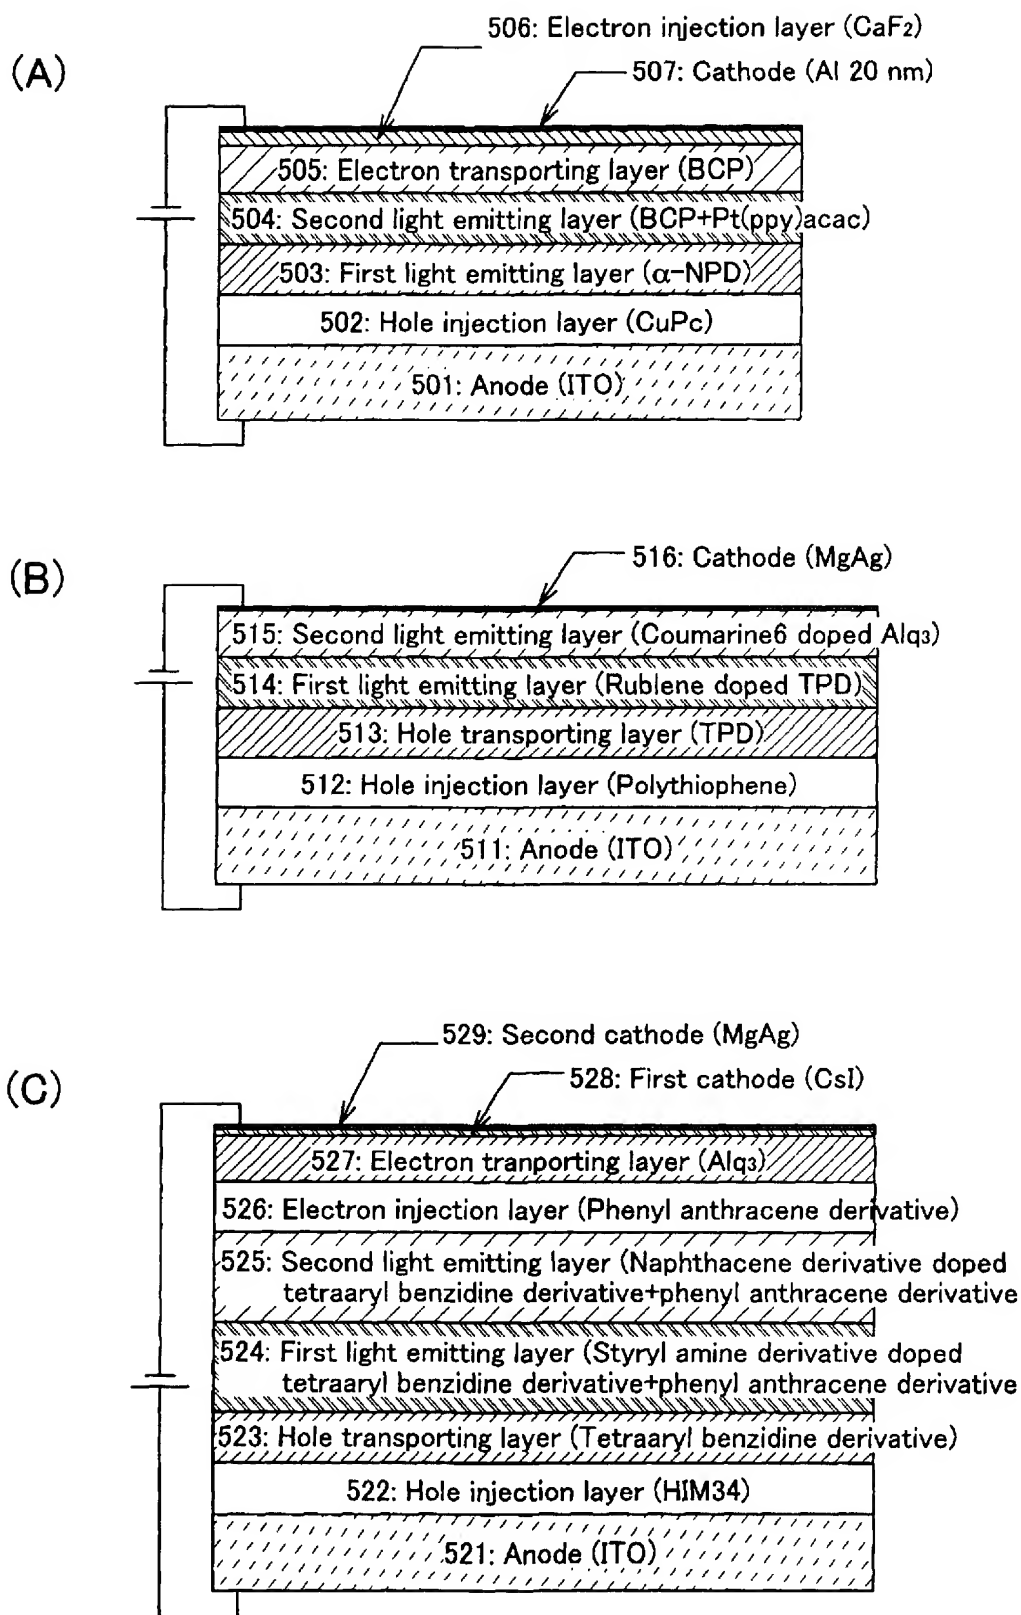 (A)
506: Electron injection layer (CaF2)
507: Cathode (Al 20 nm)
505: Electron transporting layer (BCP)
504: Second light emitting layer (BCP+Pt(ppy)acac)
503: First light emitting layer (α-NPD)
502: Hole injection layer (CuPc)
501: Anode (ITO)
(B)
516: Cathode (MgAg)
515: Second light emitting layer (Coumarine6 doped Alq3)
514: First light emitting layer (Rublene doped TPD)
513: Hole transporting layer (TPD)
512: Hole injection layer (Polythiophene)
511: Anode (ITO)
(C)
529: Second cathode (MgAg)
528: First cathode (CsI)
527: Electron tranporting layer (Alq3)
526: Electron injection layer (Phenyl anthracene derivative)
525: Second light emitting layer (Naphthacene derivative doped
tetraaryl benzidine derivative+phenyl anthracene derivative
524: First light emitting layer (Styryl amine derivative doped
tetraaryl benzidine derivative+phenyl anthracene derivative
523: Hole transporting layer (Tetraaryl benzidine derivative)
522: Hole injection layer (HIM34)
521: Anode (ITO)